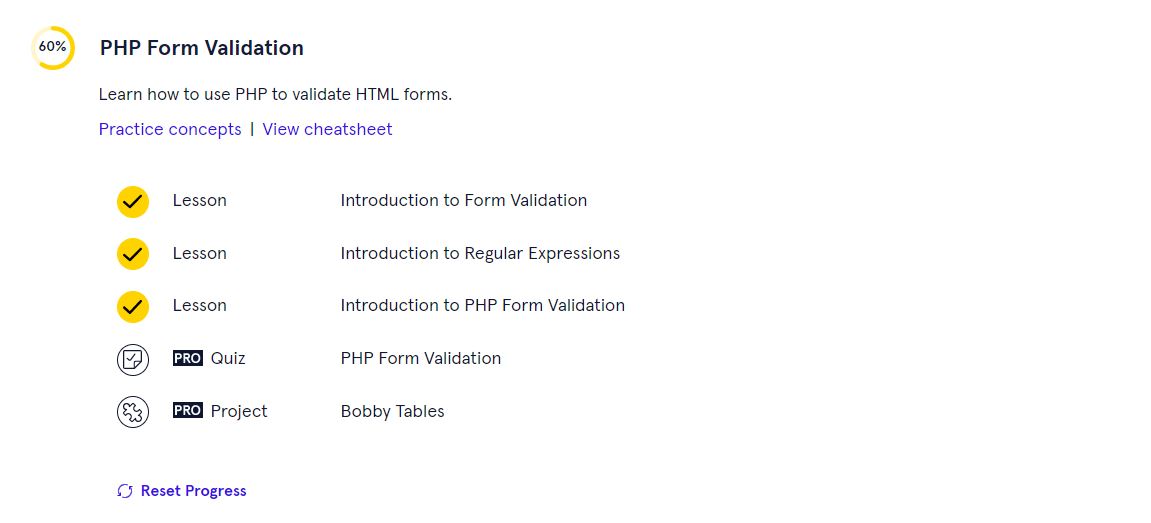 60% PHP Form Validation
Learn how to use PHP to validate HTML forms.
Practice concepts | View cheatsheet
Lesson Introduction to Form Validation
Lesson Introduction to Regular Expressions
Lesson Introduction to PHP Form Validation
PRO Quiz PHP Form Validation
PRO Project Bobby Tables
Reset Progress